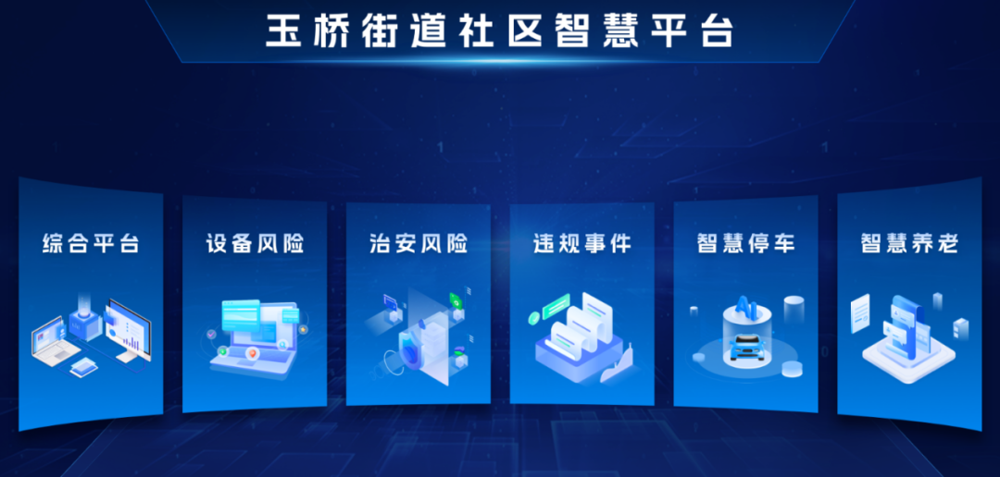 玉桥街道社区智慧平台
综合平台
设备风险
治安风险
违规事件
智慧停车
智慧养老
AI